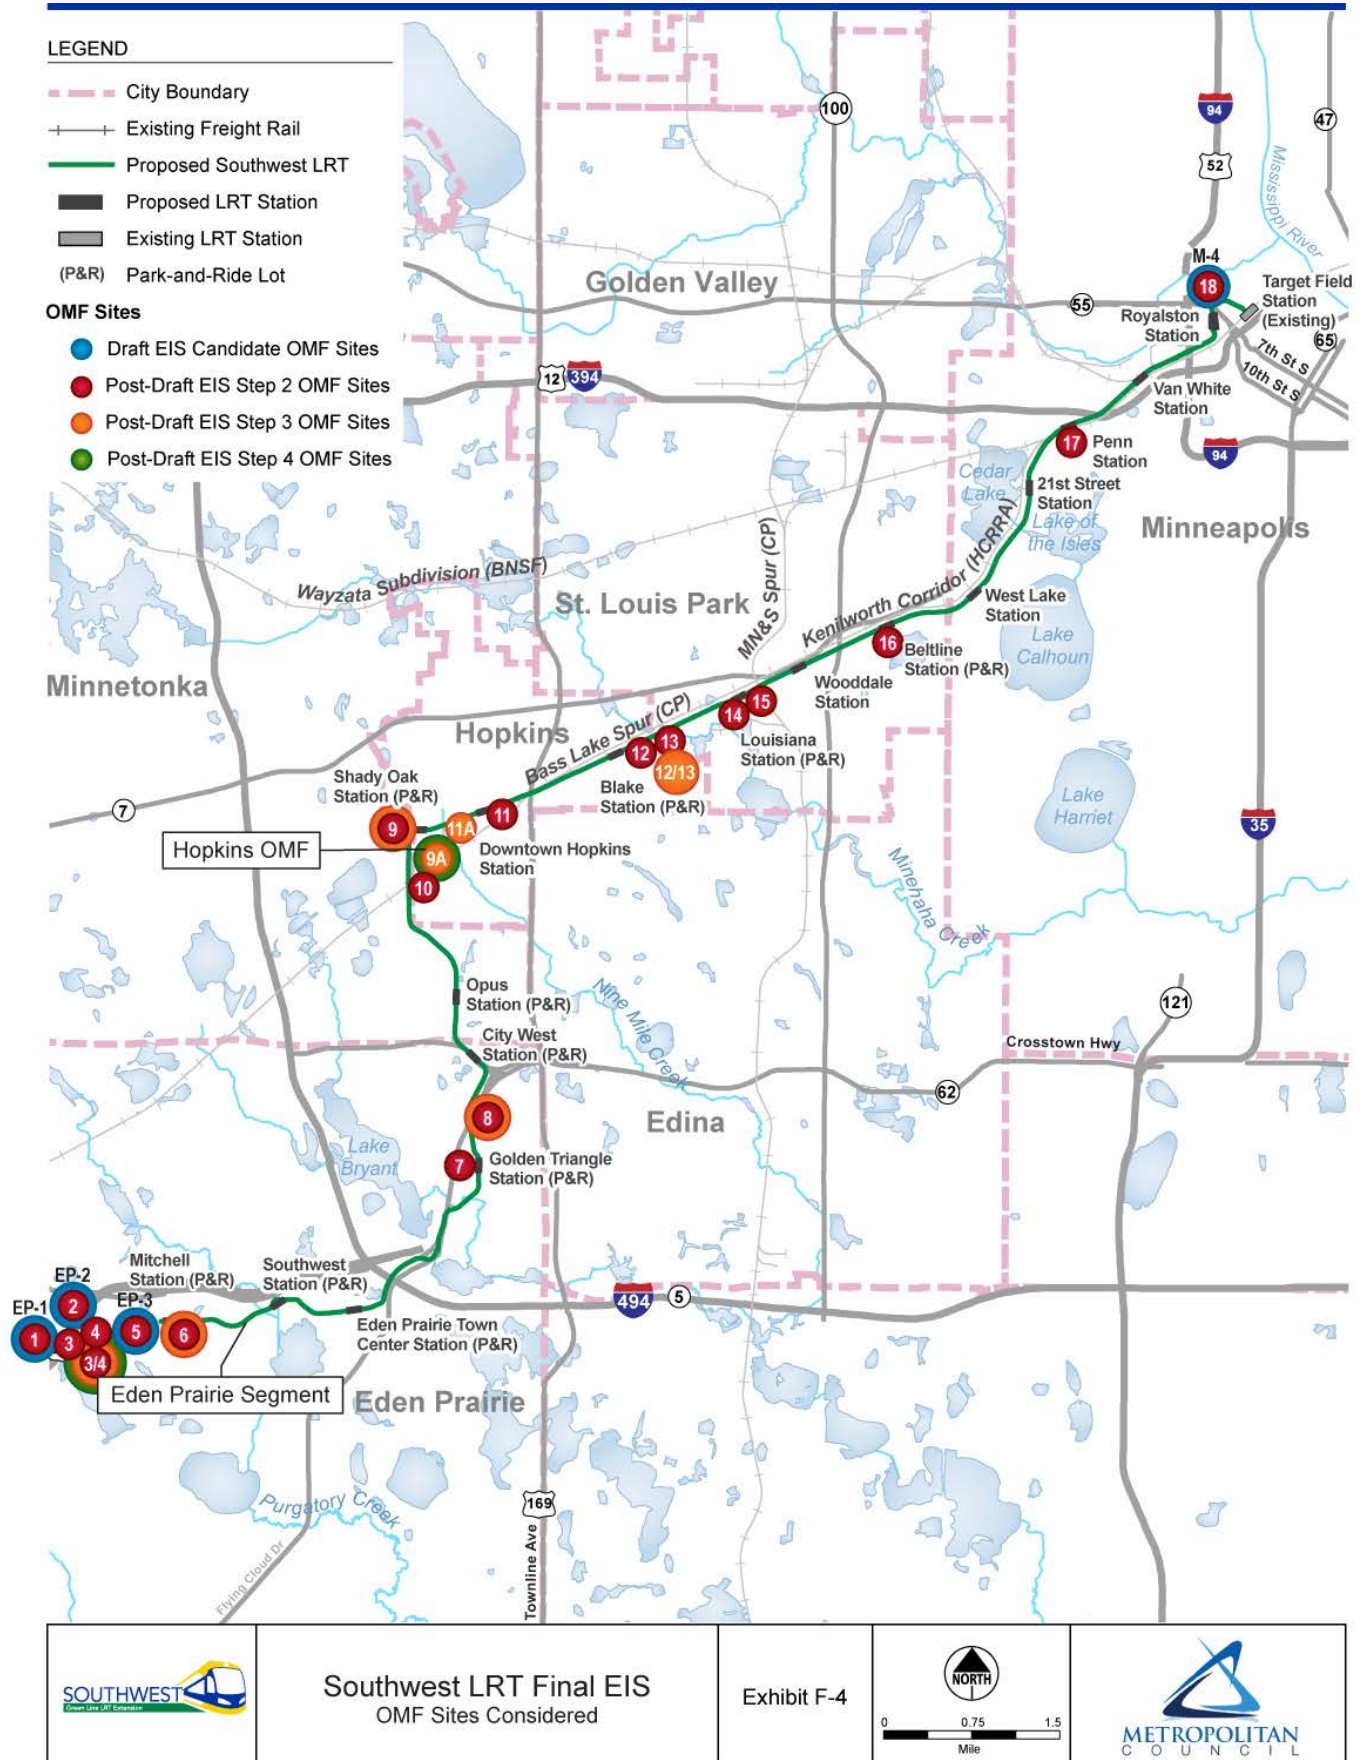 LEGEND
City Boundary
Existing Freight Rail
Proposed Southwest LRT
Proposed LRT Station
Existing LRT Station
(P&R) Park-and-Ride Lot
OMF Sites
Draft EIS Candidate OMF Sites
Post-Draft EIS Step 2 OMF Sites
Post-Draft EIS Step 3 OMF Sites
Post-Draft EIS Step 4 OMF Sites
100
94
47
52
Mississippi River
M-4
18
Target Field
Station
(Existing)
Golden Valley
55
Royalston
Station
65
7th St S
10th St S
12
394
Van White
Station
94
17
Penn
Station
Cedar
Lake
21st Street
Station
Lake of
the Isles
Minneapolis
MN&S Spur (CP)
Kenilworth Corridor (HCRRA)
Wayzata Subdivision (BNSF)
St. Louis Park
West Lake
Station
16
Beltline
Station (P&R)
Lake
Calhoun
Minnetonka
Wooddale
Station
15
14
Bass Lake Spur (CP)
Hopkins
13
12
12/13
Louisiana
Station (P&R)
Blake
Station (P&R)
Shady Oak
Station (P&R)
7
9
11A
11
Lake
Harriet
35
Hopkins OMF
9A
Downtown Hopkins
Station
10
Minehaha Creek
Opus
Station (P&R)
Nine Mile Creek
121
City West
Station (P&R)
Crosstown Hwy
62
8
Edina
Lake
Bryant
7
Golden Triangle
Station (P&R)
Mitchell
Station (P&R)
Southwest
Station (P&R)
EP-2
EP-1
EP-3
2
1
3
4
5
6
3/4
494
5
Eden Prairie Town
Center Station (P&R)
Eden Prairie Segment
Eden Prairie
Purgatory Creek
169
Townline Ave
Flying Cloud Dr
SOUTHWEST
Green Line LRT Extension
Southwest LRT Final EIS
OMF Sites Considered
Exhibit F-4
NORTH
0 0.75 1.5
Mile
METROPOLITAN
COUNCIL